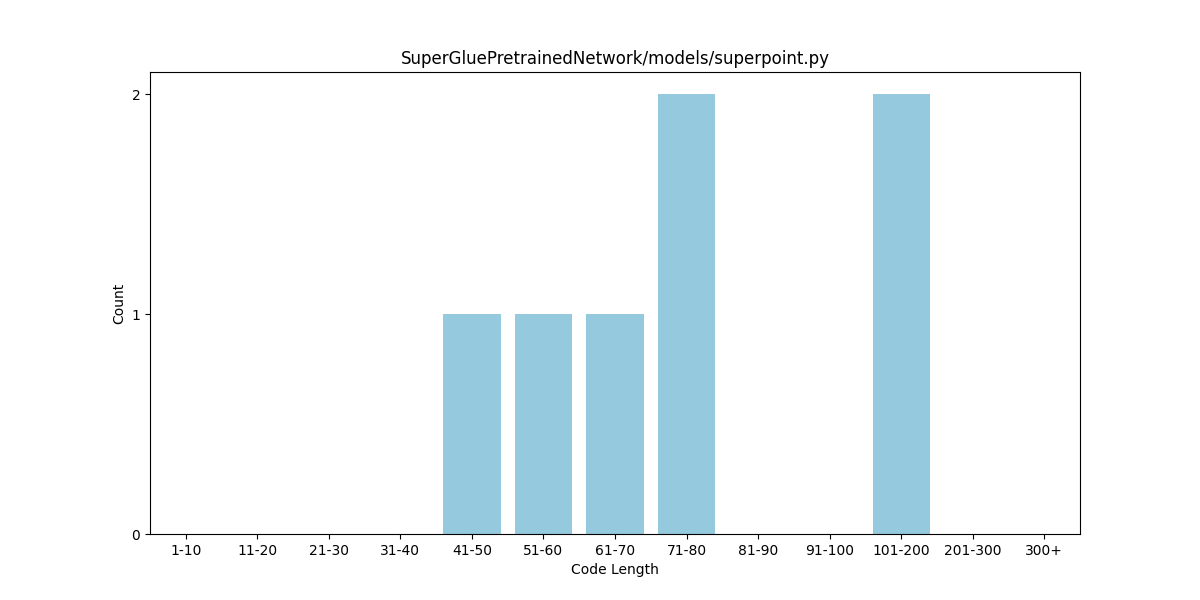 SuperGluePretrainedNetwork/models/superpoint.py
2
1
0
Count
1-10 11-20 21-30 31-40 41-50 51-60 61-70 71-80 81-90 91-100 101-200 201-300 300+
Code Length